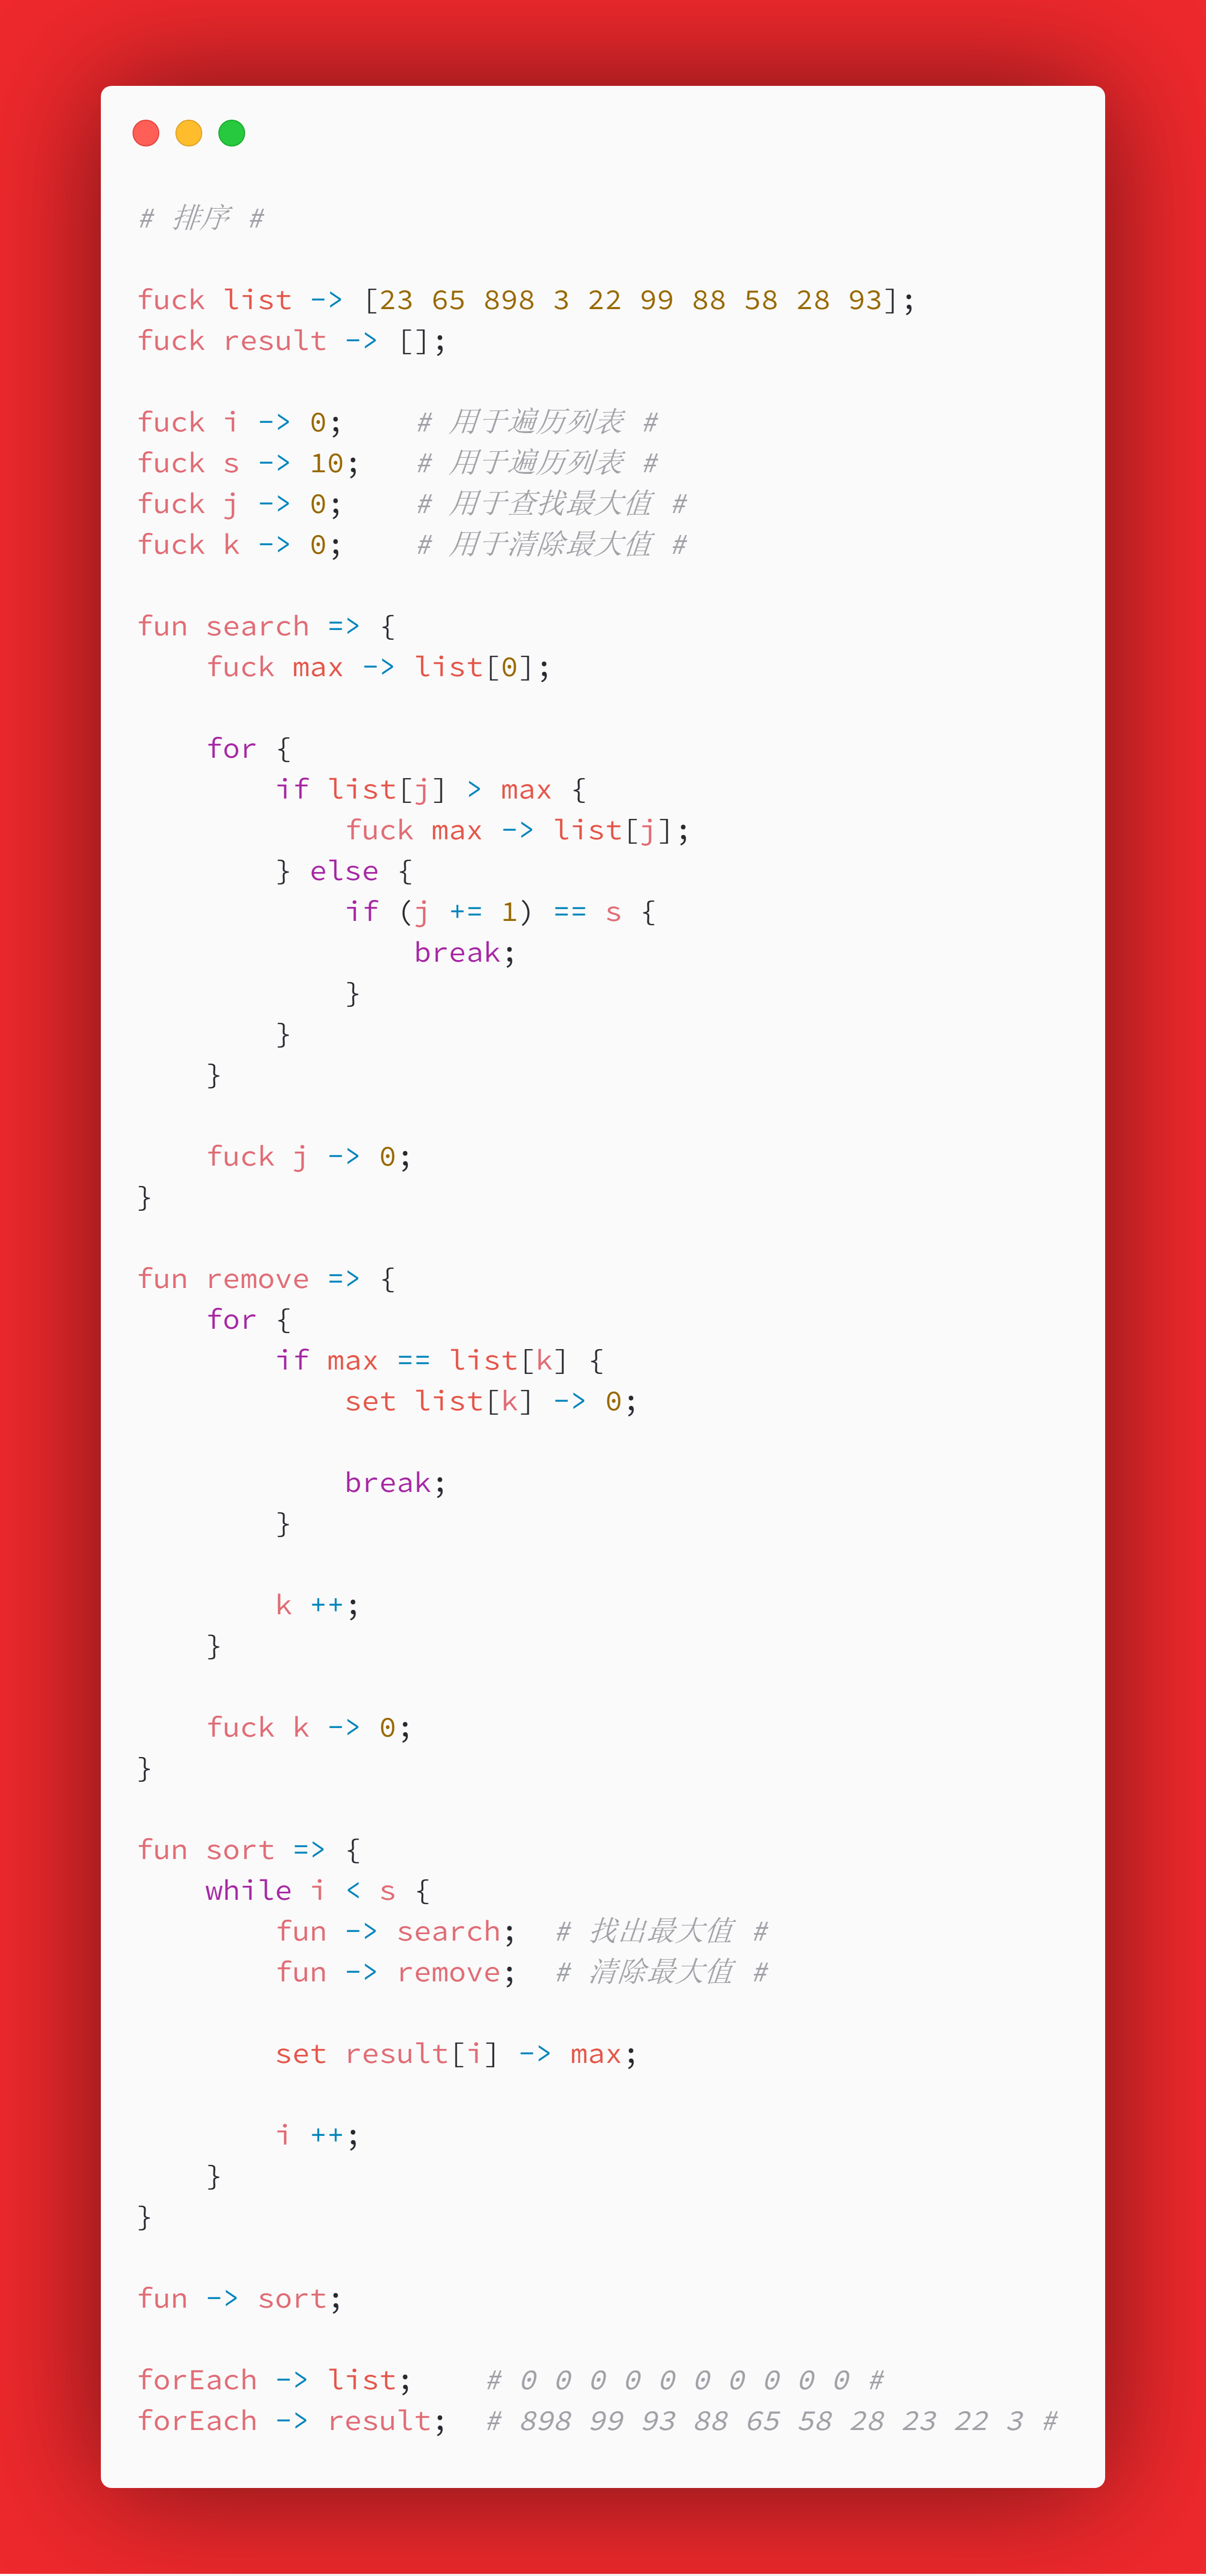 # 排序 #
fuck list -> [23 65 898 3 22 99 88 58 28 93];
fuck result -> [];
fuck i -> 0;    # 用于遍历列表 #
fuck s -> 10;   # 用于遍历列表 #
fuck j -> 0;    # 用于查找最大值 #
fuck k -> 0;    # 用于清除最大值 #
fun search => {
    fuck max -> list[0];
    for {
        if list[j] > max {
            fuck max -> list[j];
        } else {
            if (j += 1) == s {
                break;
            }
        }
    }
    fuck j -> 0;
}
fun remove => {
    for {
        if max == list[k] {
            set list[k] -> 0;
            break;
        }
        k ++;
    }
    fuck k -> 0;
}
fun sort => {
    while i < s {
        fun -> search;  # 找出最大值 #
        fun -> remove;  # 清除最大值 #
        set result[i] -> max;
        i ++;
    }
}
fun -> sort;
forEach -> list;    # 0 0 0 0 0 0 0 0 0 0 #
forEach -> result;  # 898 99 93 88 65 58 28 23 22 3 #